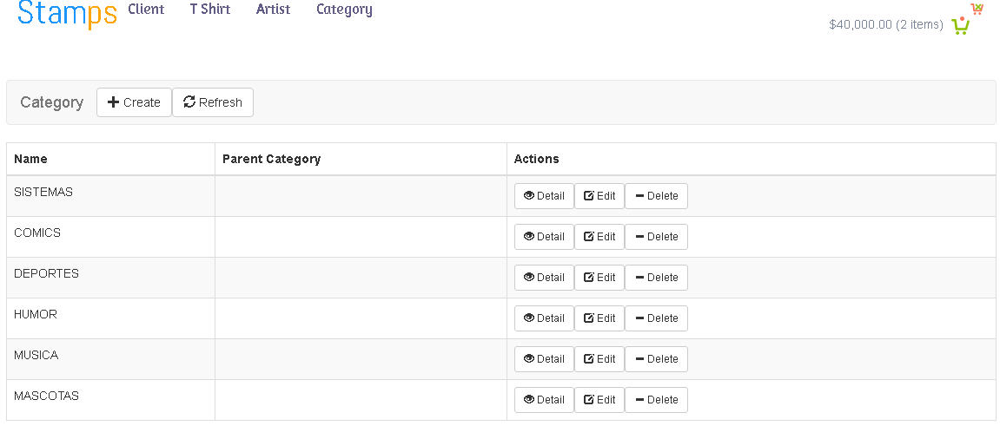 Stamps Client T Shirt Artist Category
$40,000.00 (2 items)
Category Create Refresh
Name Parent Category Actions
SISTEMAS Detail Edit Delete
COMICS Detail Edit Delete
DEPORTES Detail Edit Delete
HUMOR Detail Edit Delete
MUSICA Detail Edit Delete
MASCOTAS Detail Edit Delete